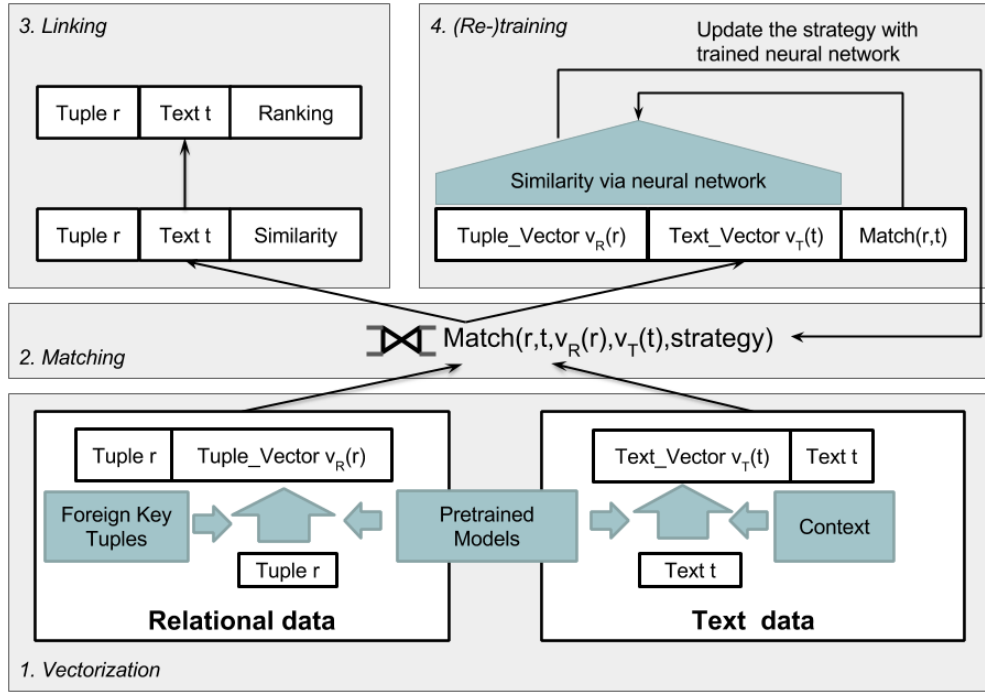 3. Linking
Tuple r Text t Ranking
Tuple r Text t Similarity
4. (Re-)training
Update the strategy with
trained neural network
Similarity via neural network
Tuple_Vector v_R(r) Text_Vector v_T(t) Match(r,t)
2. Matching
⋈ Match(r,t,v_R(r),v_T(t),strategy)
Tuple r Tuple_Vector v_R(r)
Foreign Key
Tuples
Tuple r
Relational data
Pretrained
Models
Text_Vector v_T(t) Text t
Context
Text t
Text data
1. Vectorization